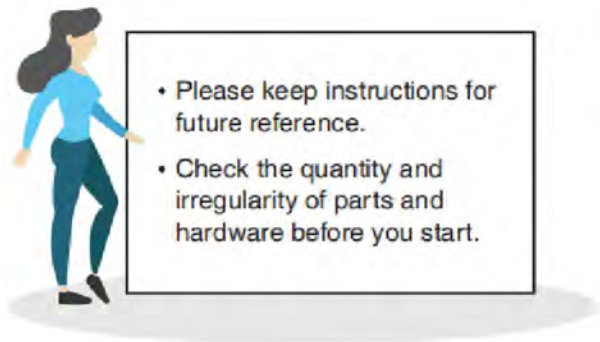 • Please keep instructions for
future reference.
• Check the quantity and
irregularity of parts and
hardware before you start.